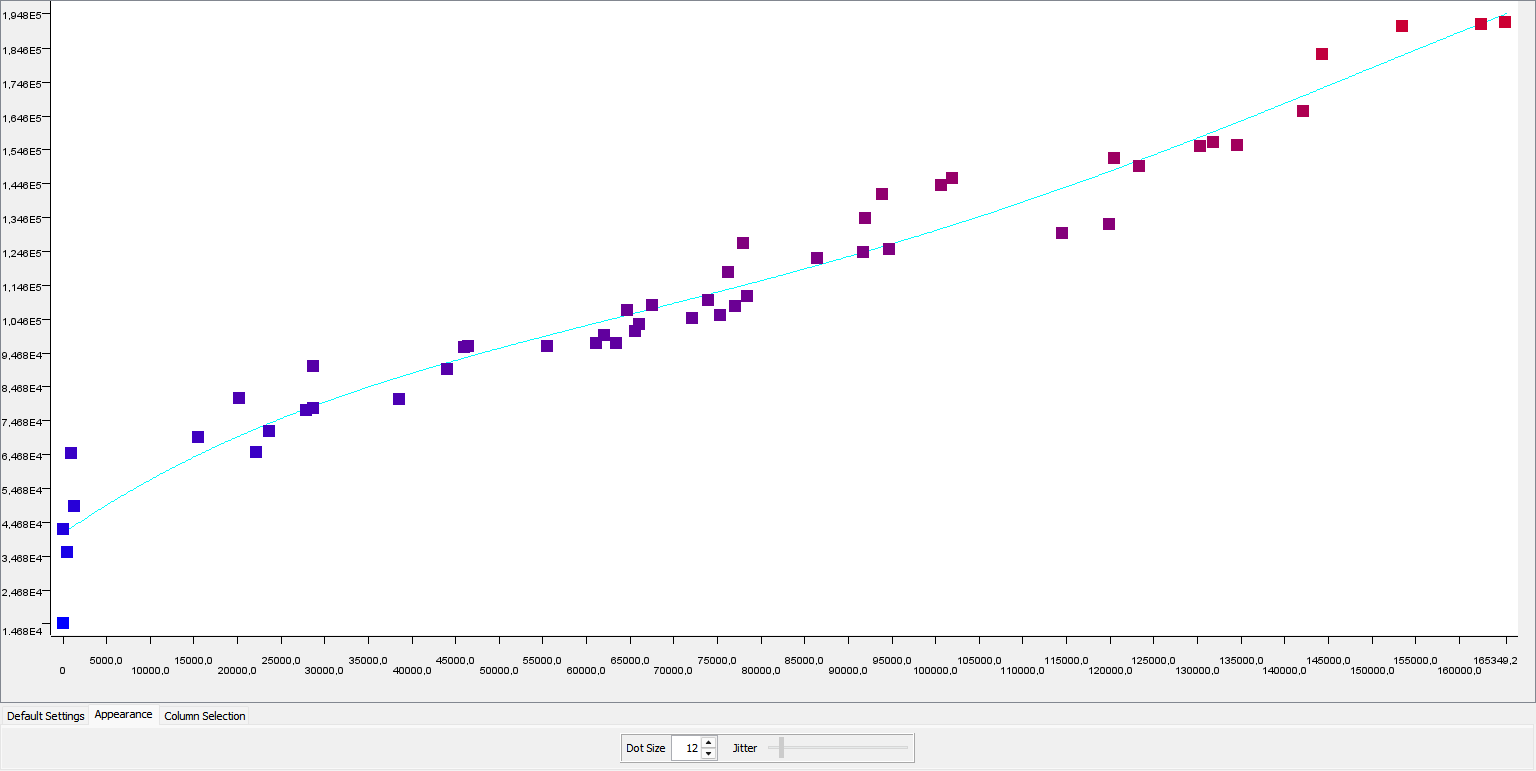 1,948E5
1,846E5
1,746E5
1,646E5
1,546E5
1,446E5
1,346E5
1,246E5
1,146E5
1,046E5
9,468E4
8,468E4
7,468E4
6,468E4
5,468E4
4,468E4
3,468E4
2,468E4
1,468E4
5000,0 15000,0 25000,0 35000,0 45000,0 55000,0 65000,0 75000,0 85000,0 95000,0 105000,0 115000,0 125000,0 135000,0 145000,0 155000,0 165349,2
0 10000,0 20000,0 30000,0 40000,0 50000,0 60000,0 70000,0 80000,0 90000,0 100000,0 110000,0 120000,0 130000,0 140000,0 150000,0 160000,0
Default Settings Appearance Column Selection
Dot Size 12 Jitter